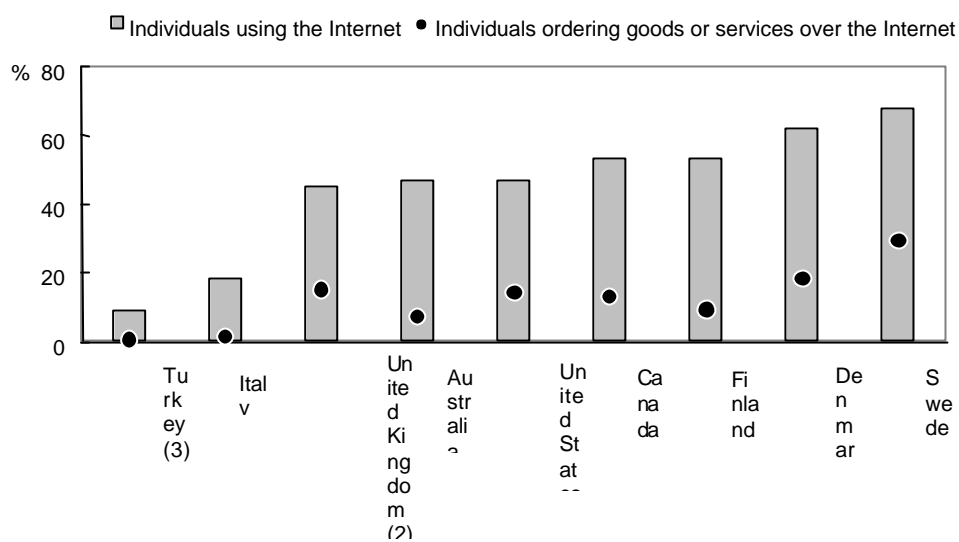 Individuals using the Internet
Individuals ordering goods or services over the Internet
% 80
60
40
20
0
Tu
rk
ey
(3)
Ital
Un
ite
d
Ki
ng
do
m
(2)
Au
str
ali
Un
ite
d
St
at
Ca
na
da
Fi
nla
nd
De
n
m
ar
S
we
de